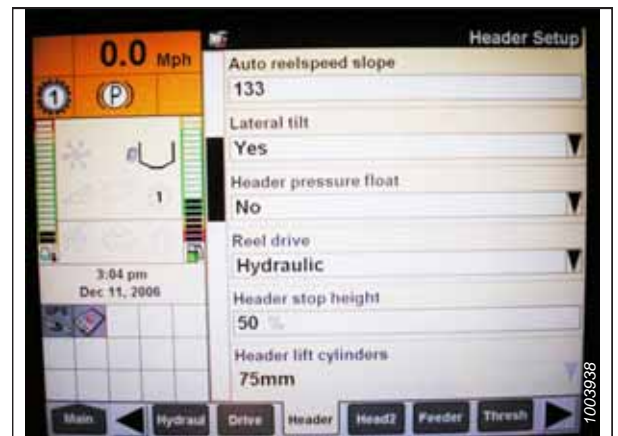 Header Setup
0.0 Mph
Auto reelspeed slope
133
1
(P)
Lateral tilt
Yes
Header pressure float
1
No
Reel drive
Hydraulic
3:04 pm
Dec 11, 2006
Header stop height
50 %
GPS
Header lift cylinders
75mm
Main
Hydraul
Drive
Header
Head2
Feeder
Thresh
1003938